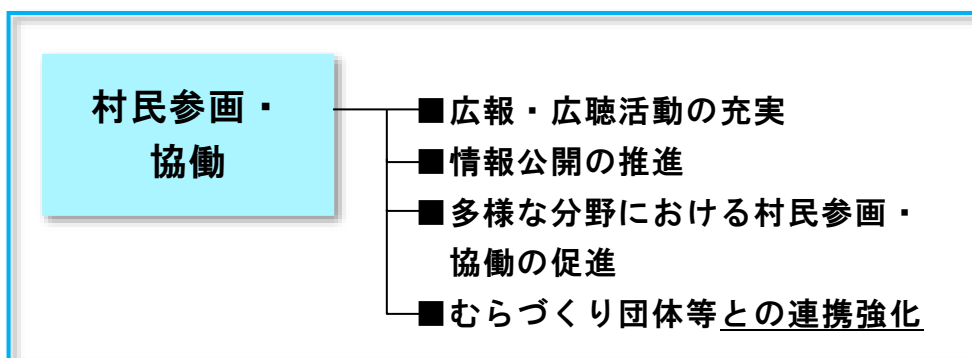 村民参画・
協働
■広報・広聴活動の充実
■情報公開の推進
■多様な分野における村民参画・
協働の促進
■むらづくり団体等との連携強化